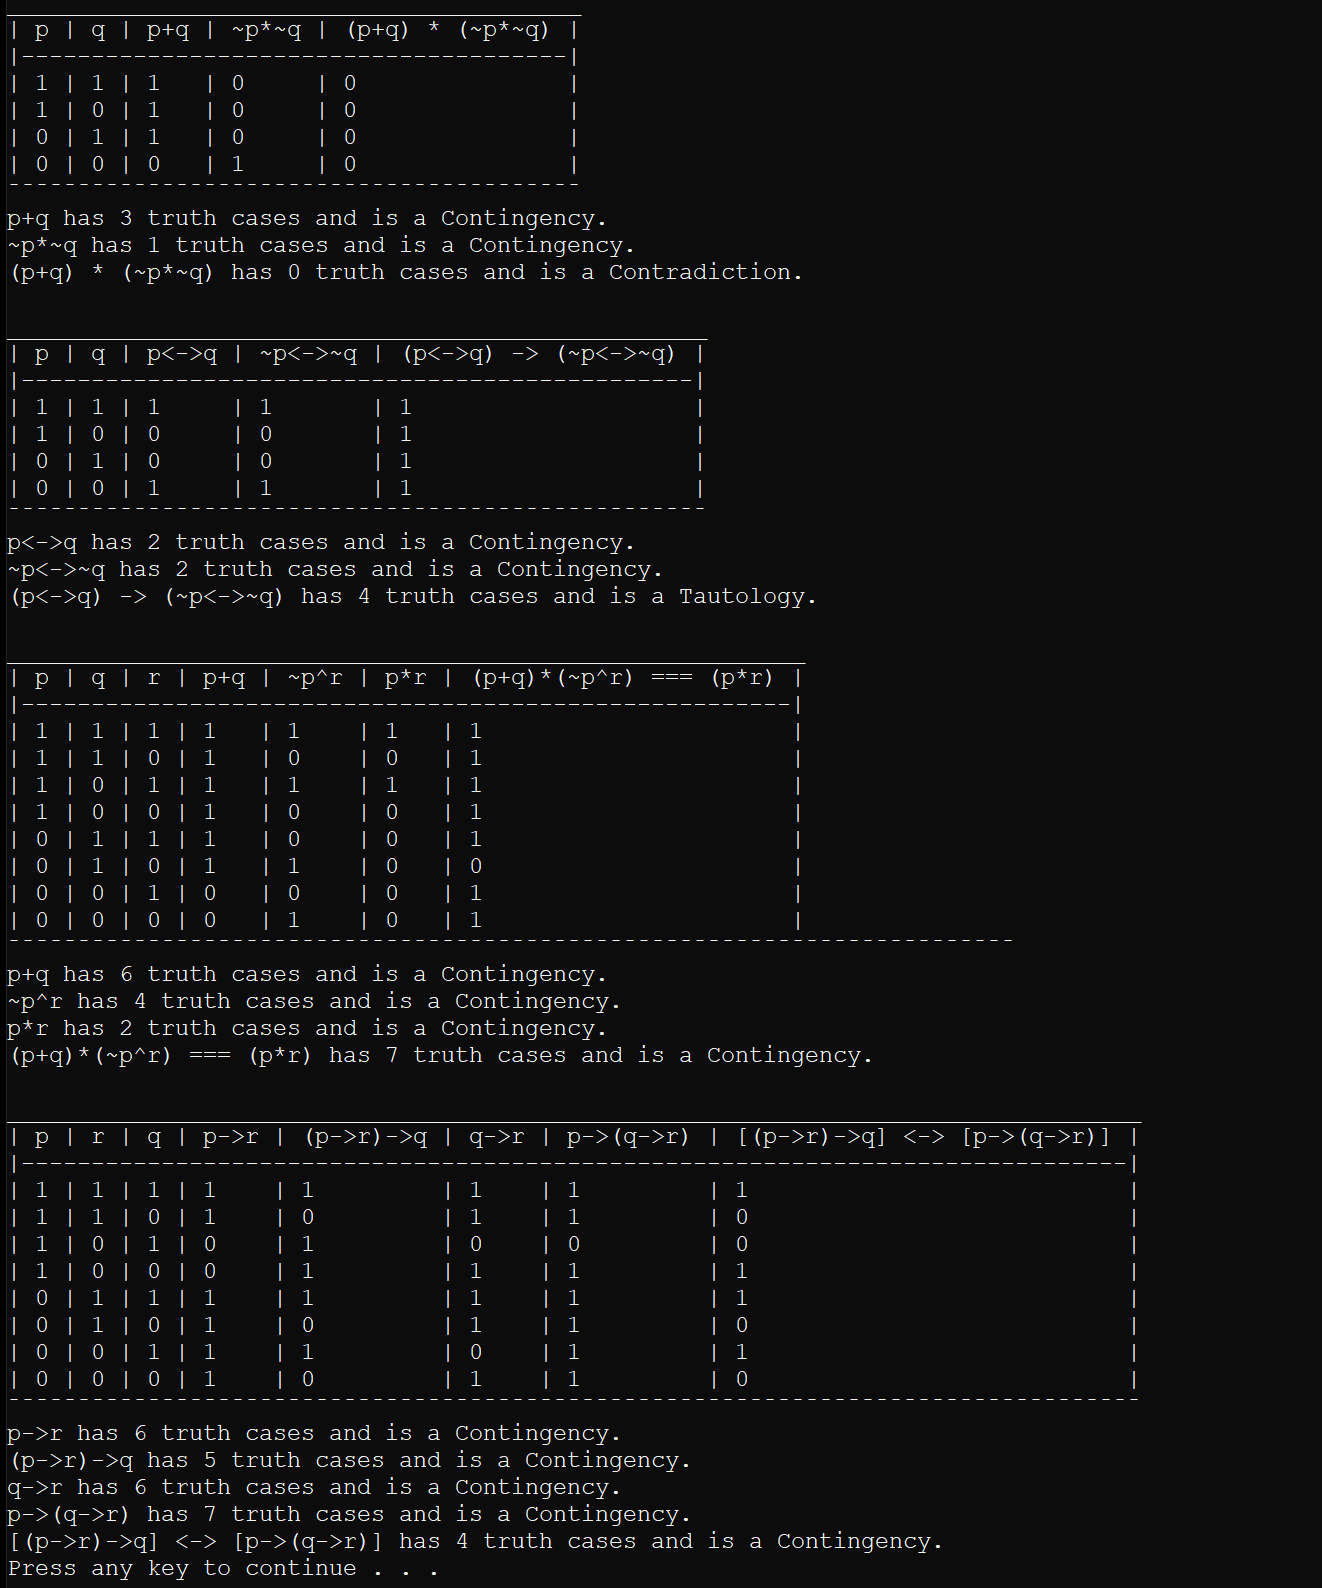 | p | q | p+q | ~p*~q | (p+q) * (~p*~q) |
|---------------------------------------|
| 1 | 1 | 1   | 0     | 0               |
| 1 | 0 | 1   | 0     | 0               |
| 0 | 1 | 1   | 0     | 0               |
| 0 | 0 | 0   | 1     | 0               |
-----------------------------------------
p+q has 3 truth cases and is a Contingency.
~p*~q has 1 truth cases and is a Contingency.
(p+q) * (~p*~q) has 0 truth cases and is a Contradiction.
| p | q | p<->q | ~p<->~q | (p<->q) -> (~p<->~q) |
|------------------------------------------------|
| 1 | 1 | 1     | 1       | 1                    |
| 1 | 0 | 0     | 0       | 1                    |
| 0 | 1 | 0     | 0       | 1                    |
| 0 | 0 | 1     | 1       | 1                    |
--------------------------------------------------
p<->q has 2 truth cases and is a Contingency.
~p<->~q has 2 truth cases and is a Contingency.
(p<->q) -> (~p<->~q) has 4 truth cases and is a Tautology.
| p | q | r | p+q | ~p^r | p*r | (p+q)*(~p^r) === (p*r) |
|-------------------------------------------------------|
| 1 | 1 | 1 | 1   | 1    | 1   | 1                      |
| 1 | 1 | 0 | 1   | 0    | 0   | 1                      |
| 1 | 0 | 1 | 1   | 1    | 1   | 1                      |
| 1 | 0 | 0 | 1   | 0    | 0   | 1                      |
| 0 | 1 | 1 | 1   | 0    | 0   | 1                      |
| 0 | 1 | 0 | 1   | 1    | 0   | 0                      |
| 0 | 0 | 1 | 0   | 0    | 0   | 1                      |
| 0 | 0 | 0 | 0   | 1    | 0   | 1                      |
------------------------------------------------------------------------
p+q has 6 truth cases and is a Contingency.
~p^r has 4 truth cases and is a Contingency.
p*r has 2 truth cases and is a Contingency.
(p+q)*(~p^r) === (p*r) has 7 truth cases and is a Contingency.
| p | r | q | p->r | (p->r)->q | q->r | p->(q->r) | [(p->r)->q] <-> [p->(q->r)] |
|-------------------------------------------------------------------------------|
| 1 | 1 | 1 | 1    | 1         | 1    | 1         | 1                           |
| 1 | 1 | 0 | 1    | 0         | 1    | 1         | 0                           |
| 1 | 0 | 1 | 0    | 1         | 0    | 0         | 0                           |
| 1 | 0 | 0 | 0    | 1         | 1    | 1         | 1                           |
| 0 | 1 | 1 | 1    | 1         | 1    | 1         | 1                           |
| 0 | 1 | 0 | 1    | 0         | 1    | 1         | 0                           |
| 0 | 0 | 1 | 1    | 1         | 0    | 1         | 1                           |
| 0 | 0 | 0 | 1    | 0         | 1    | 1         | 0                           |
---------------------------------------------------------------------------------
p->r has 6 truth cases and is a Contingency.
(p->r)->q has 5 truth cases and is a Contingency.
q->r has 6 truth cases and is a Contingency.
p->(q->r) has 7 truth cases and is a Contingency.
[(p->r)->q] <-> [p->(q->r)] has 4 truth cases and is a Contingency.
Press any key to continue . . .